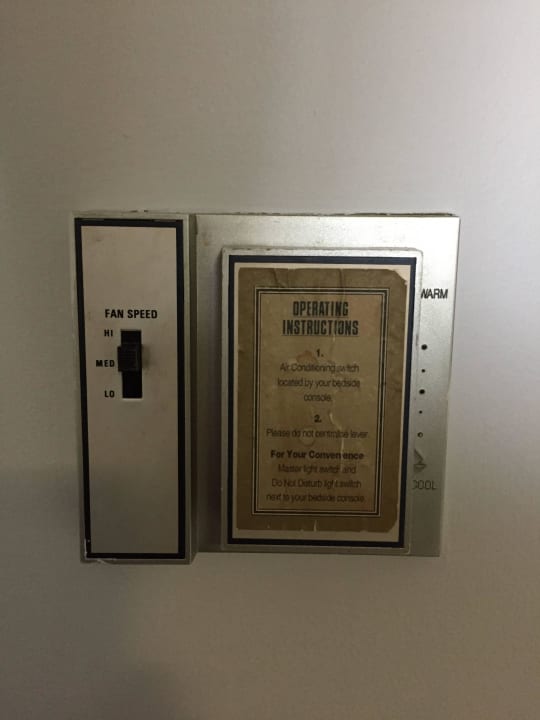 FAN SPEED
HI
MED
LO
OPERATING
INSTRUCTIONS
1.
Air Conditioning switch
located by your bedside
console.
2.
Please do not centralise lever.
For Your Convenience
Master light switch and
Do Not Disturb light switch
next to your bedside console.
WARM
COOL